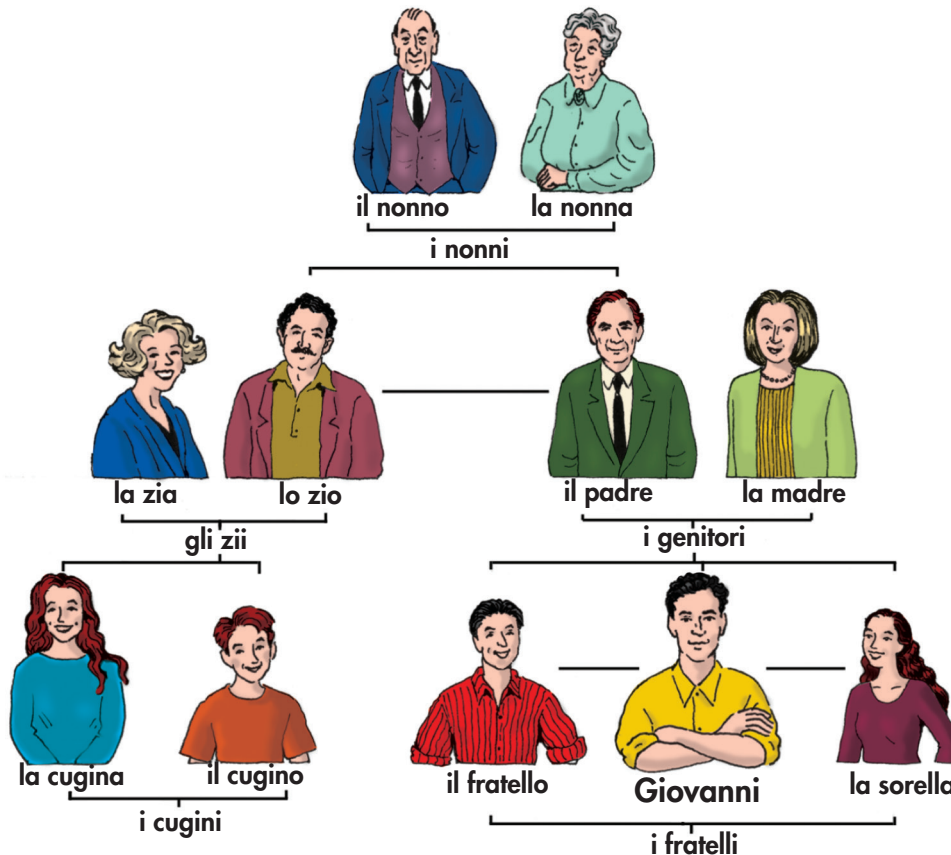 il nonno
la nonna
i nonni
la zia
lo zio
il padre
la madre
gli zii
i genitori
la cugina
il cugino
il fratello
Giovanni
la sorella
i cugini
i fratelli